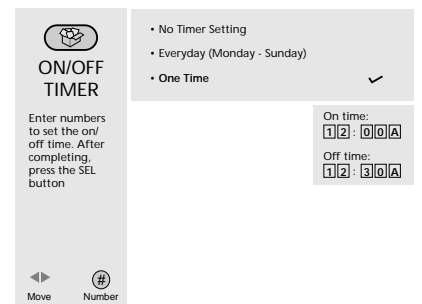 ON/OFF
TIMER
Enter numbers
to set the on/
off time. After
completing,
press the SEL
button
Move
#
Number
• No Timer Setting
• Everyday (Monday - Sunday)
• One Time
On time:
12:00A
Off time:
12:30A